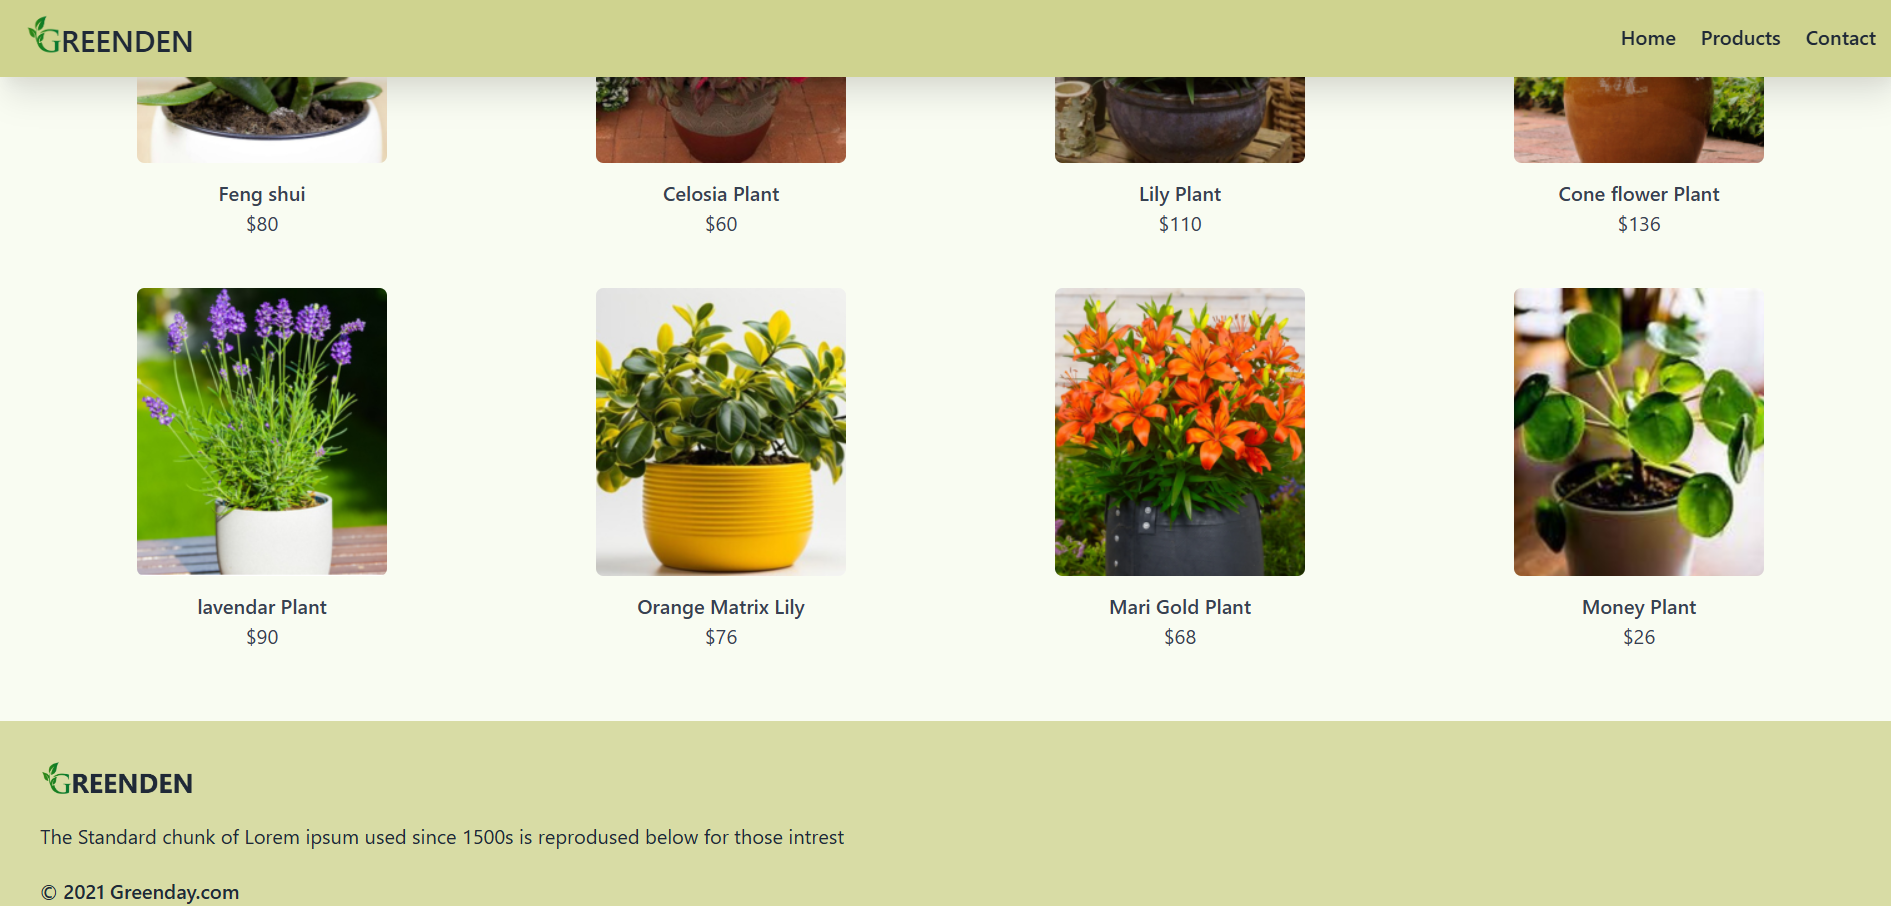 GREENDEN
Home Products Contact
Feng shui Celosia Plant Lily Plant Cone flower Plant
$80 $60 $110 $136
lavendar Plant Orange Matrix Lily Mari Gold Plant Money Plant
$90 $76 $68 $26
GREENDEN
The Standard chunk of Lorem ipsum used since 1500s is reprodused below for those intrest
© 2021 Greenday.com